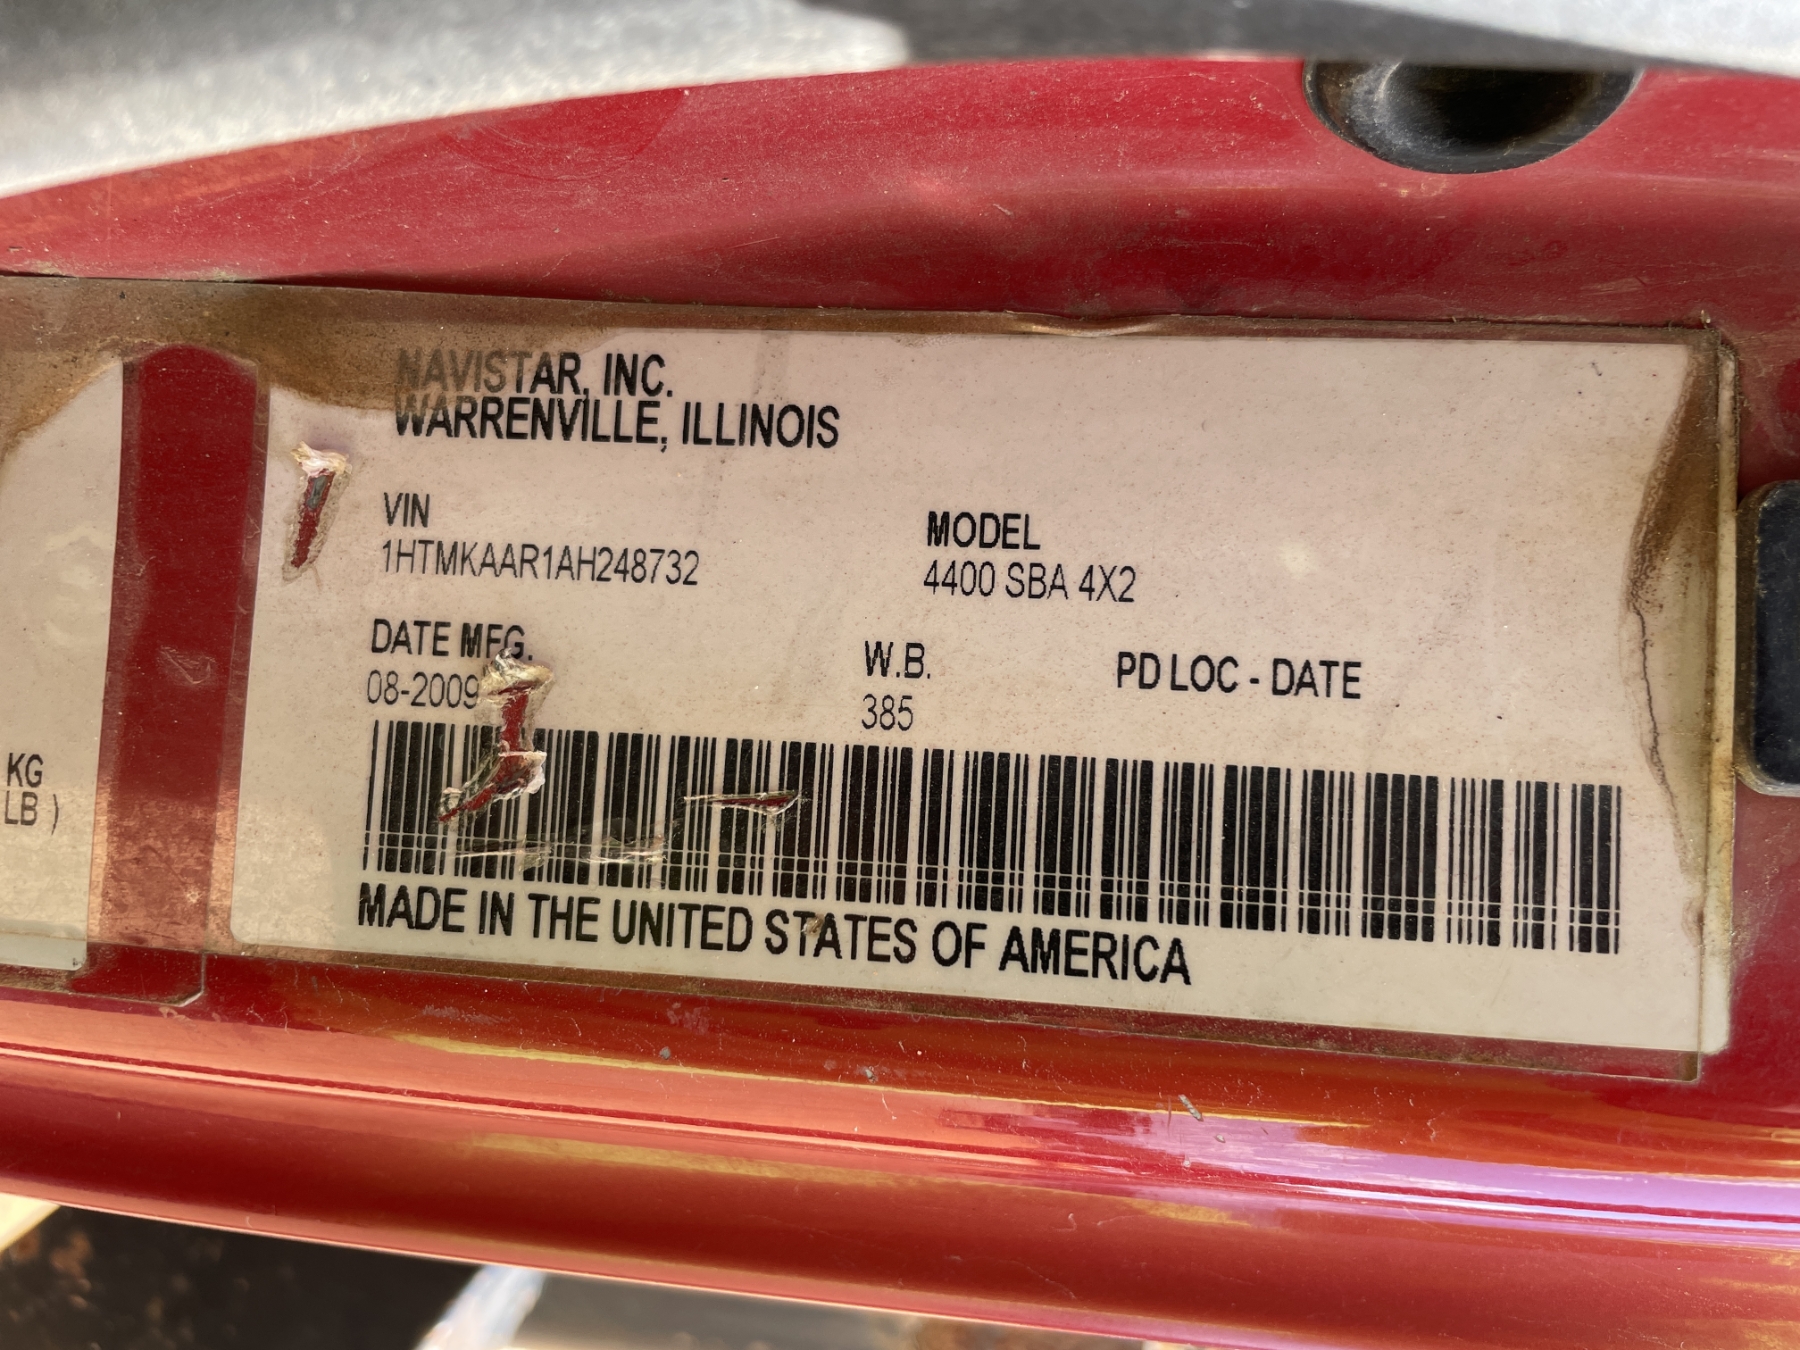 NAVISTAR, INC.
WARRENVILLE, ILLINOIS
VIN
1HTMKAAR1AH248732
MODEL
4400 SBA 4X2
DATE MFG.
08-2009
W.B.
385
PD LOC - DATE
KG
LB )
MADE IN THE UNITED STATES OF AMERICA